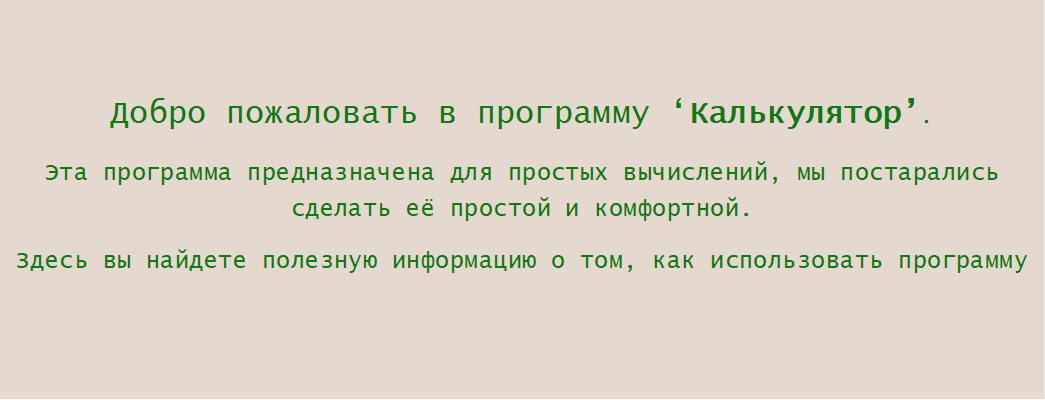 Добро пожаловать в программу ‘Калькулятор’.
Эта программа предназначена для простых вычислений, мы постарались
сделать её простой и комфортной.
Здесь вы найдете полезную информацию о том, как использовать программу